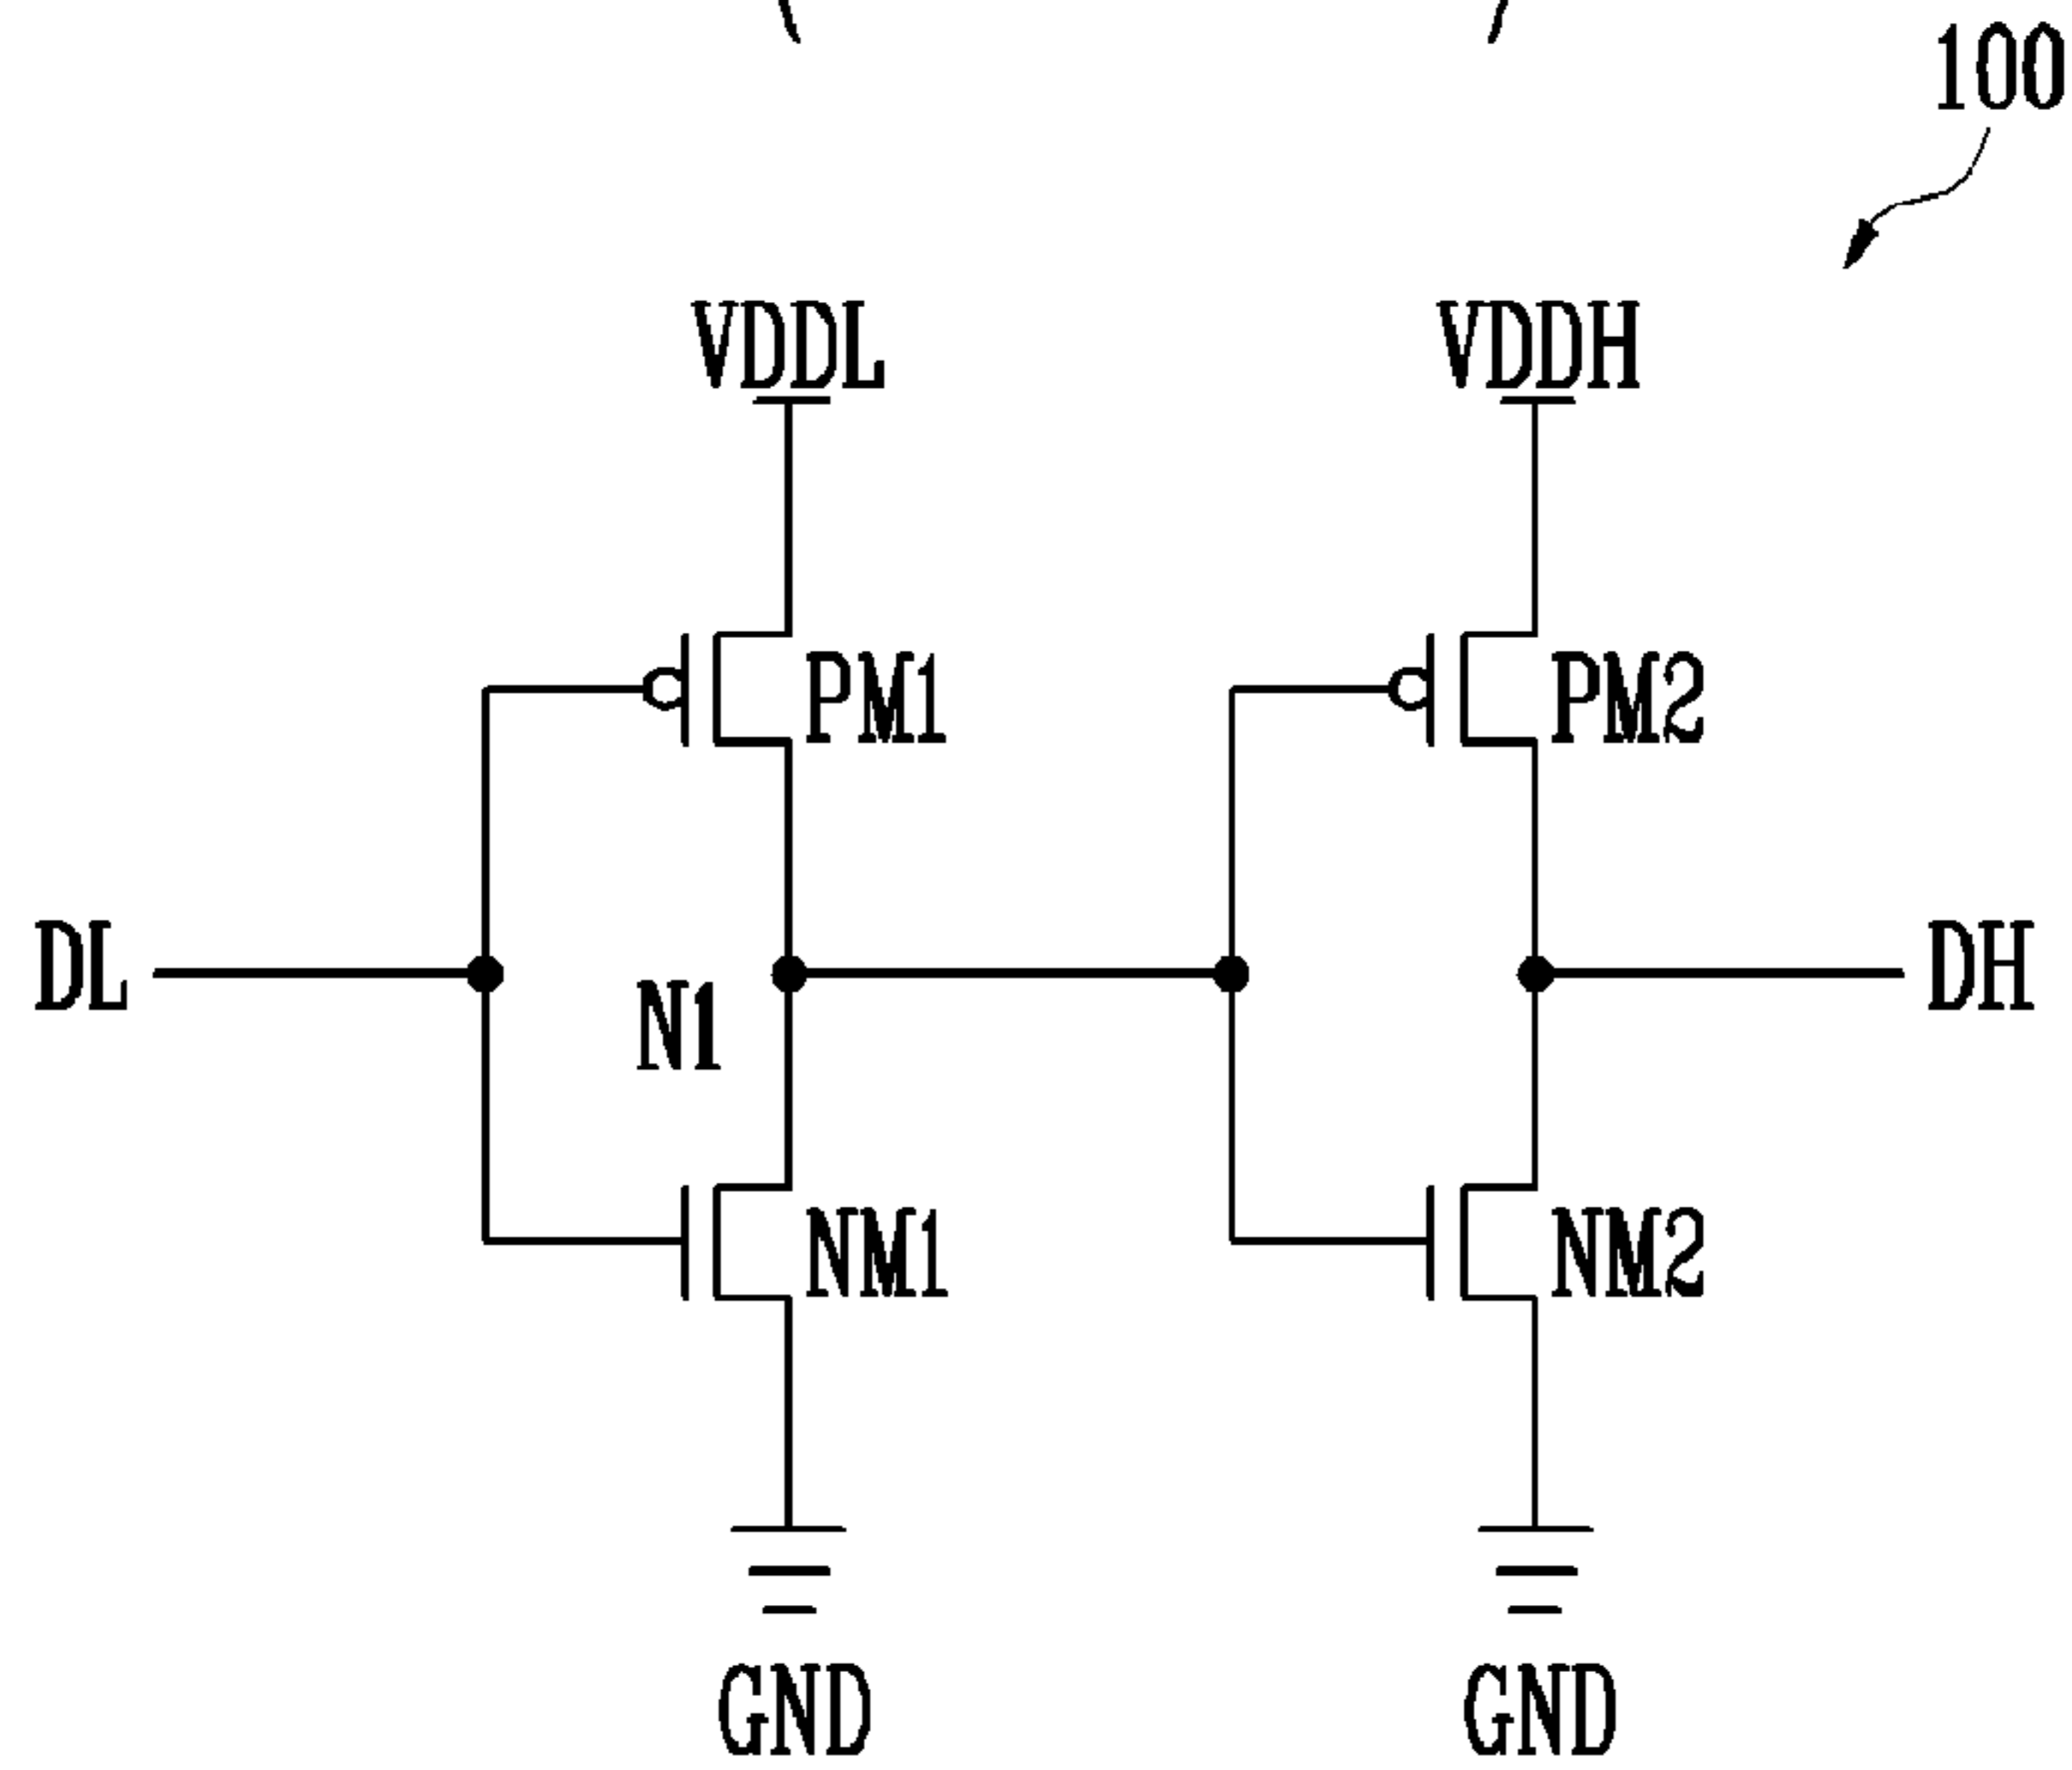 100
VDDL VDDH
PM1 PM2
DL DH
N1
NM1 NM2
GND GND